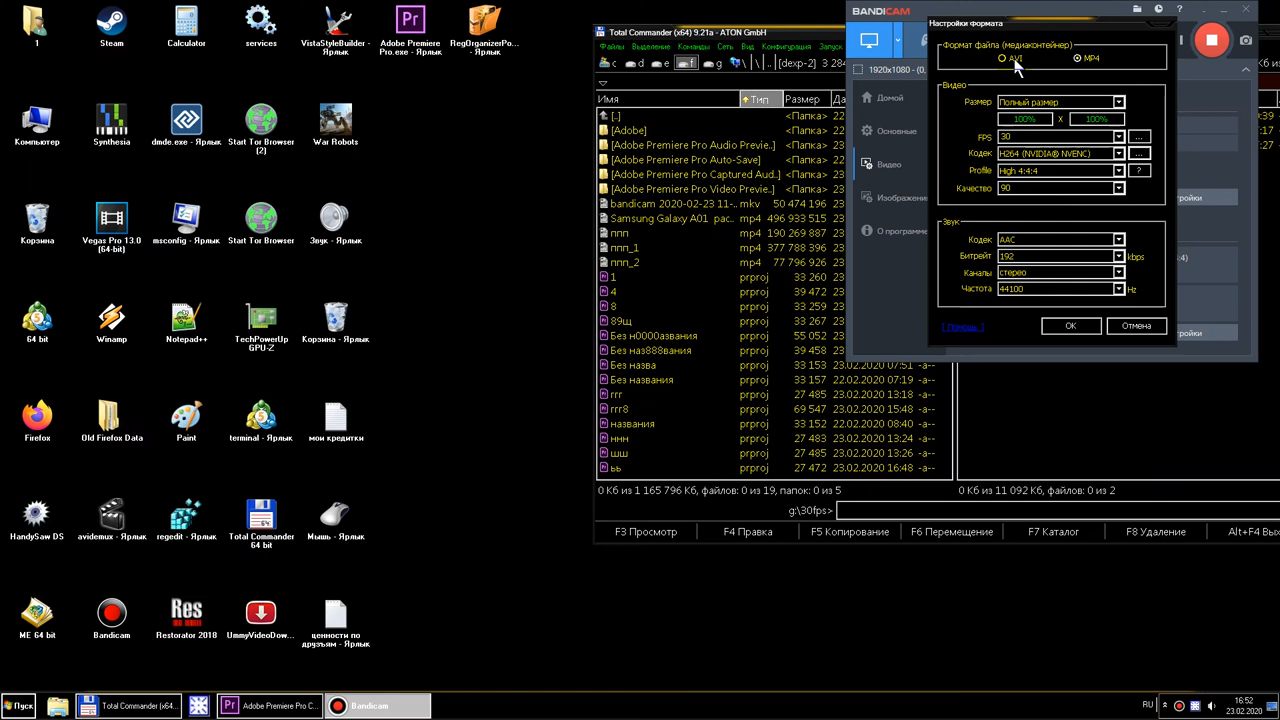 1
Steam
Calculator
services
VistaStyleBuilder - Ярлык
Adobe Premiere Pro.exe - Ярлык
RegOrganizerPo... - Ярлык
Компьютер
Synthesia
dmde.exe - Ярлык
Start Tor Browser (2)
War Robots
Корзина
Vegas Pro 13.0 (64-bit)
msconfig - Ярлык
Start Tor Browser
Звук - Ярлык
64 bit
Winamp
Notepad++
TechPowerUp GPU-Z
Корзина - Ярлык
Firefox
Old Firefox Data
Paint
terminal - Ярлык
мои кредитки
HandySaw DS
avidemux - Ярлык
regedit - Ярлык
Total Commander 64 bit
Мышь - Ярлык
ME 64 bit
Bandicam
Restorator 2018
UmmyVideoDow...
ценности по друзьям - Ярлык
Total Commander (x64) 9.21a - ATON GmbH
Файлы Выделение Команды Сеть Вид Конфигурация Запуск
c d e f g \ .. [dexp-2] 3 284
Имя Тип Размер
[..] <Папка>
[Adobe] <Папка>
[Adobe Premiere Pro Audio Previe..] <Папка>
[Adobe Premiere Pro Auto-Save] <Папка>
[Adobe Premiere Pro Captured Aud..] <Папка>
[Adobe Premiere Pro Video Previe..] <Папка>
bandicam 2020-02-23 11-.. mkv 50 474 196
Samsung Galaxy A01 рас.. mp4 496 933 515
ппп mp4 190 269 887
ппп_1 mp4 377 788 396
ппп_2 mp4 77 796 926
1 prproj 33 260
4 prproj 39 472
8 prproj 33 259
89щ prproj 33 267
Без н0000азвания prproj 55 052
Без наз888вания prproj 39 458
Без назва prproj 33 153 23.02.2020 07:51 -a--
Без названия prproj 33 157 22.02.2020 07:19 -a--
ггг prproj 27 485 23.02.2020 13:18 -a--
ггг8 prproj 69 547 23.02.2020 15:48 -a--
названия prproj 33 152 22.02.2020 08:40 -a--
ннн prproj 27 483 23.02.2020 13:24 -a--
шш prproj 27 485 23.02.2020 13:26 -a--
ьь prproj 27 472 23.02.2020 16:48 -a--
0 Кб из 1 165 796 Кб, файлов: 0 из 19, папок: 0 из 5
0 Кб из 11 092 Кб, файлов: 0 из 2
g:\30fps>
F3 Просмотр
F4 Правка
F5 Копирование
F6 Перемещение
F7 Каталог
F8 Удаление
Alt+F4 Вых
BANDICAM
1920x1080 - (0,
Домой
Основные
Видео
Изображени
О программе
Настройки Формата
Формат файла (медиаконтейнер)
AVI
MP4
Видео
Размер Полный размер
100% X 100%
FPS 30 ...
Кодек H264 (NVIDIA® NVENC) ...
Profile High 4:4:4 ?
Качество 90
Звук
Кодек AAC
Битрейт 192 kbps
Каналы стерео
Частота 44100 Hz
[ Помощь ]
OK
Отмена
тройки
:4)
тройки
Пуск
Total Commander (x64...
Adobe Premiere Pro C...
Bandicam
RU
16:52
23.02.2020